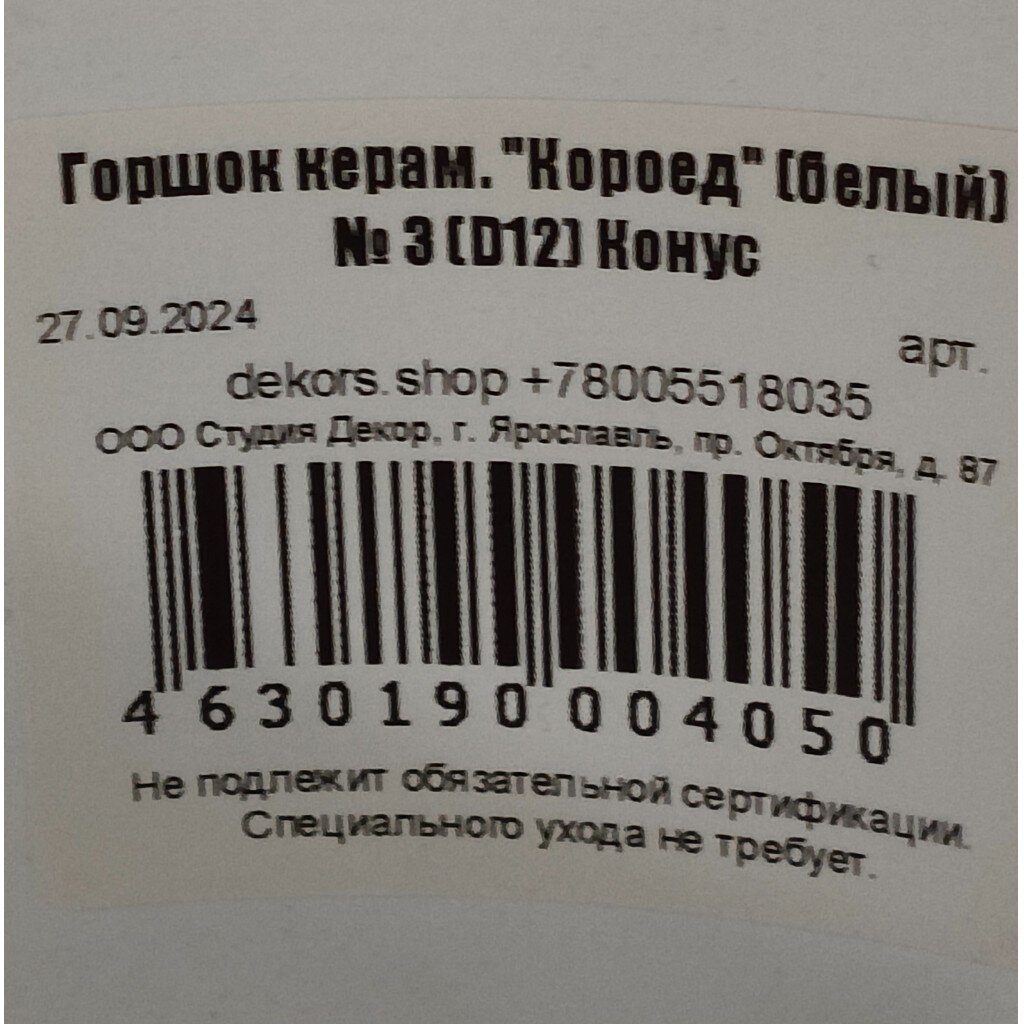 Горшок керам. "Короед" (белый)
№ 3 (D12) Конус
27.09.2024
арт.
dekors.shop +78005518035
ООО Студия Декор, г. Ярославль, пр. Октября, д. 87
4 630190 004050
Не подлежит обязательной сертификации.
Специального ухода не требует.